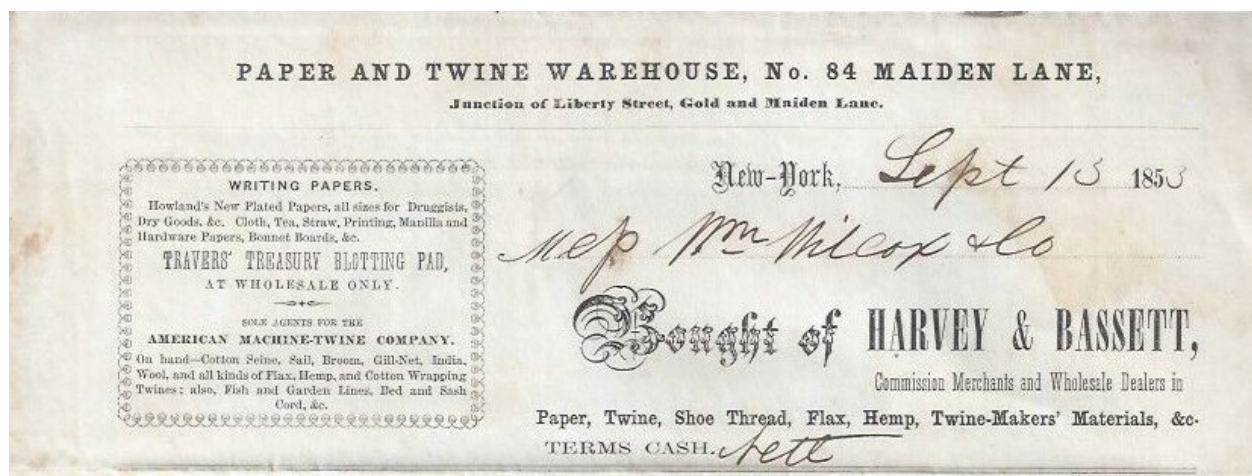 PAPER AND TWINE WAREHOUSE, No. 84 MAIDEN LANE,
Junction of Liberty Street, Gold and Maiden Lane.
New-York, Sept 13 1853
Mess Wm Wilcox & Co
WRITING PAPERS.
Howland's New Plated Papers, all sizes for Druggists,
Dry Goods, &c. Cloth, Tea, Straw, Printing, Manilla and
Hardware Papers, Bonnet Boards, &c.
TRAVERS' TREASURY BLOTTING PAD,
AT WHOLESALE ONLY.
SOLE AGENTS FOR THE
AMERICAN MACHINE-TWINE COMPANY.
On hand—Cotton Seine, Sail, Broom, Gill-Net, India,
Wool, and all kinds of Flax, Hemp, and Cotton Wrapping
Twines; also, Fish and Garden Lines, Bed and Sash
Cord, &c.
Bought of HARVEY & BASSETT,
Commission Merchants and Wholesale Dealers in
Paper, Twine, Shoe Thread, Flax, Hemp, Twine-Makers' Materials, &c.
TERMS CASH. Nett